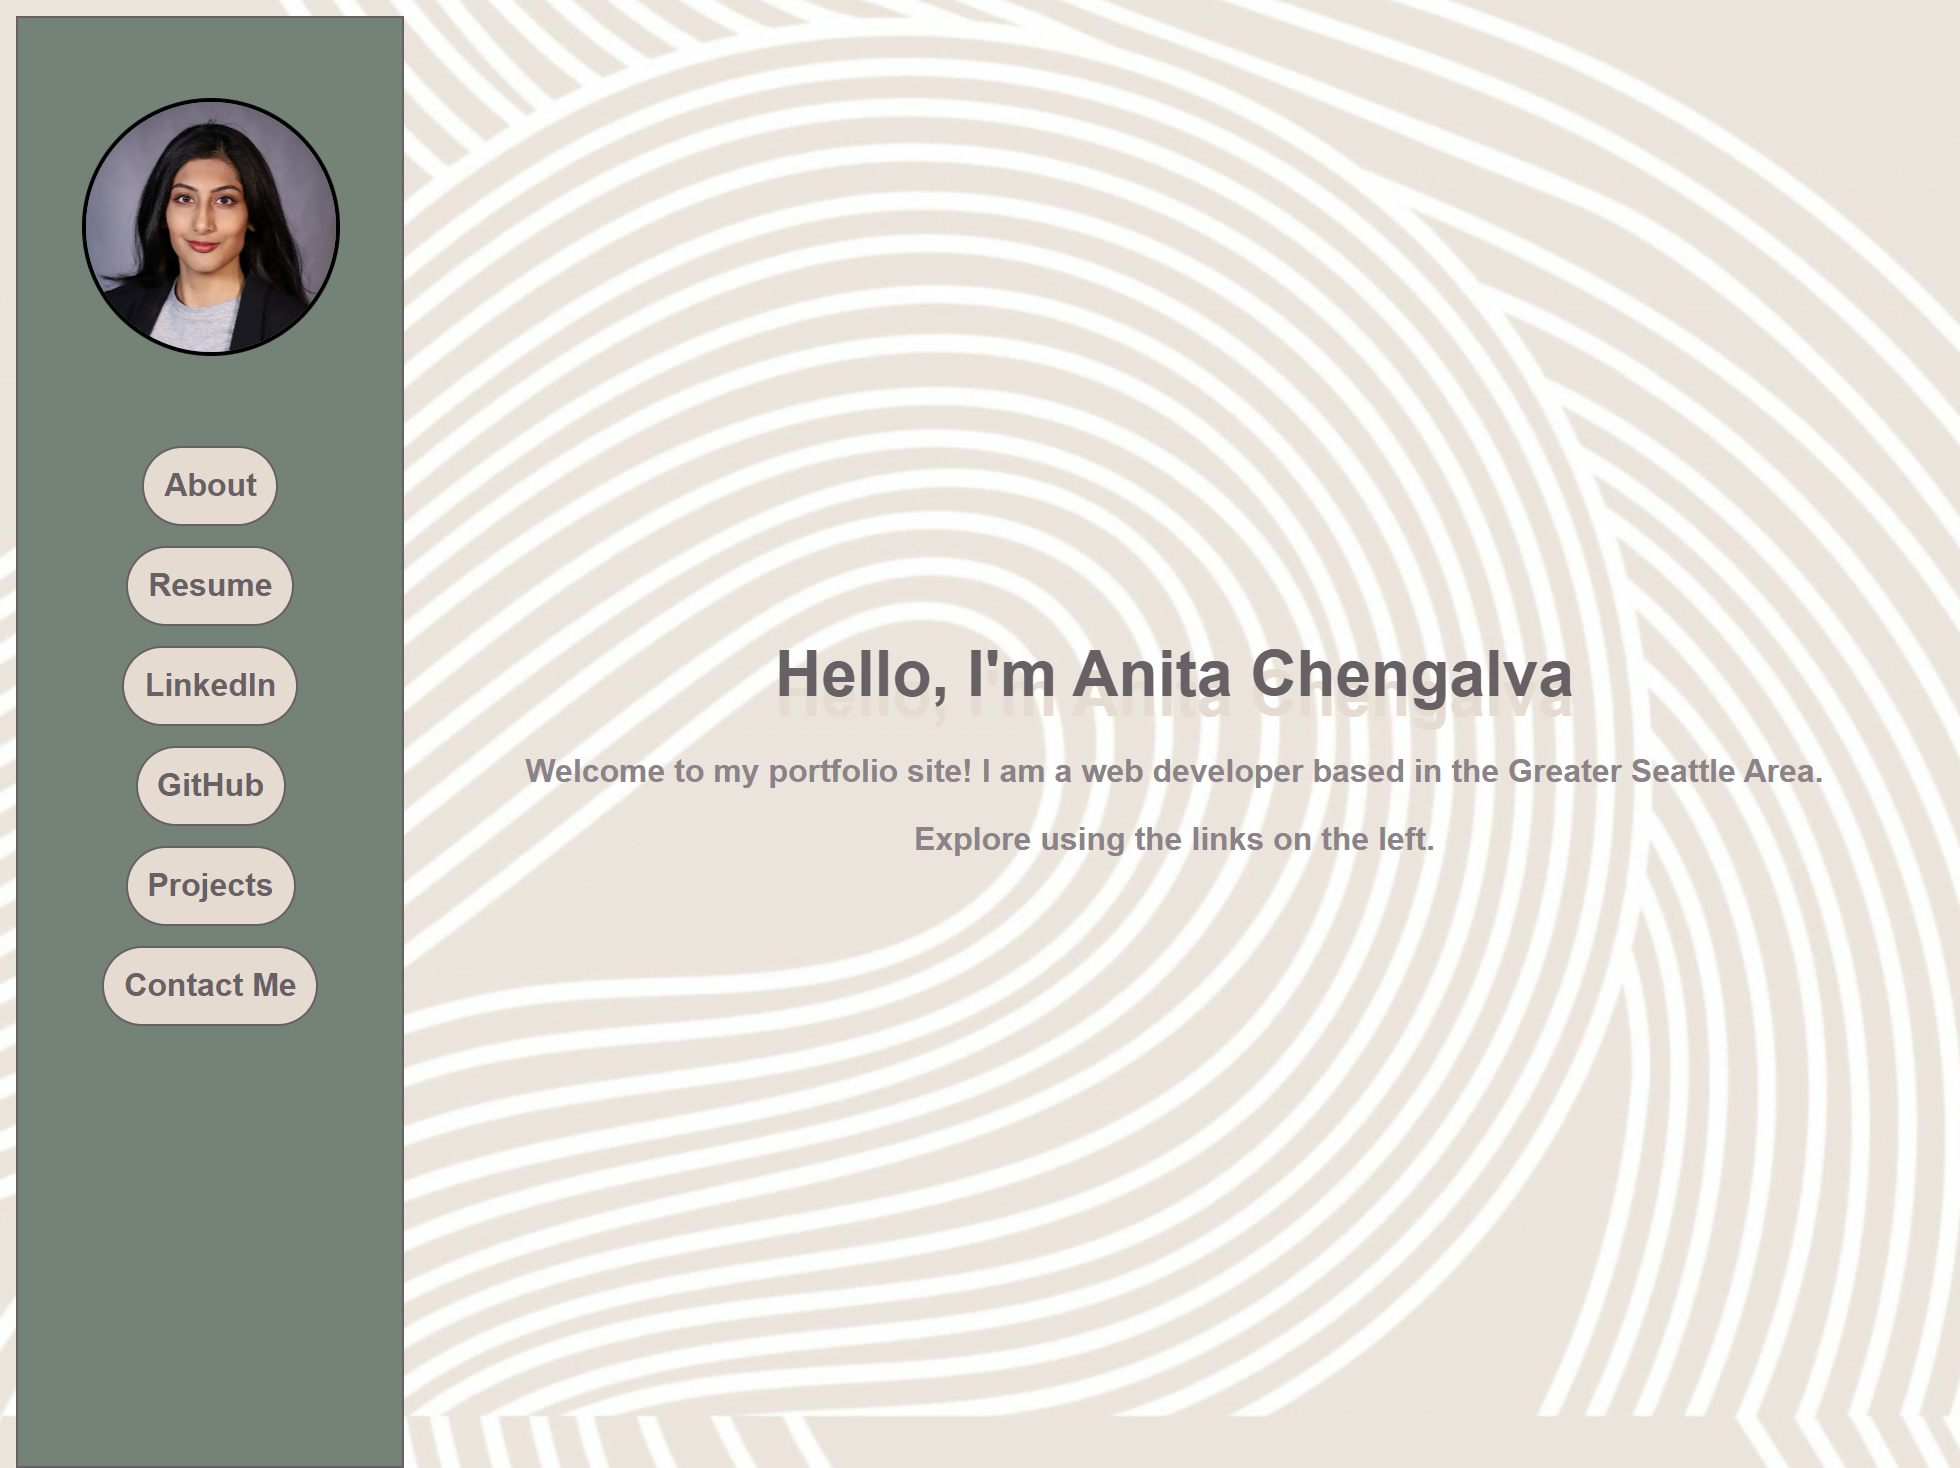 About
Resume
LinkedIn
GitHub
Projects
Contact Me
Hello, I'm Anita Chengalva
Welcome to my portfolio site! I am a web developer based in the Greater Seattle Area.
Explore using the links on the left.